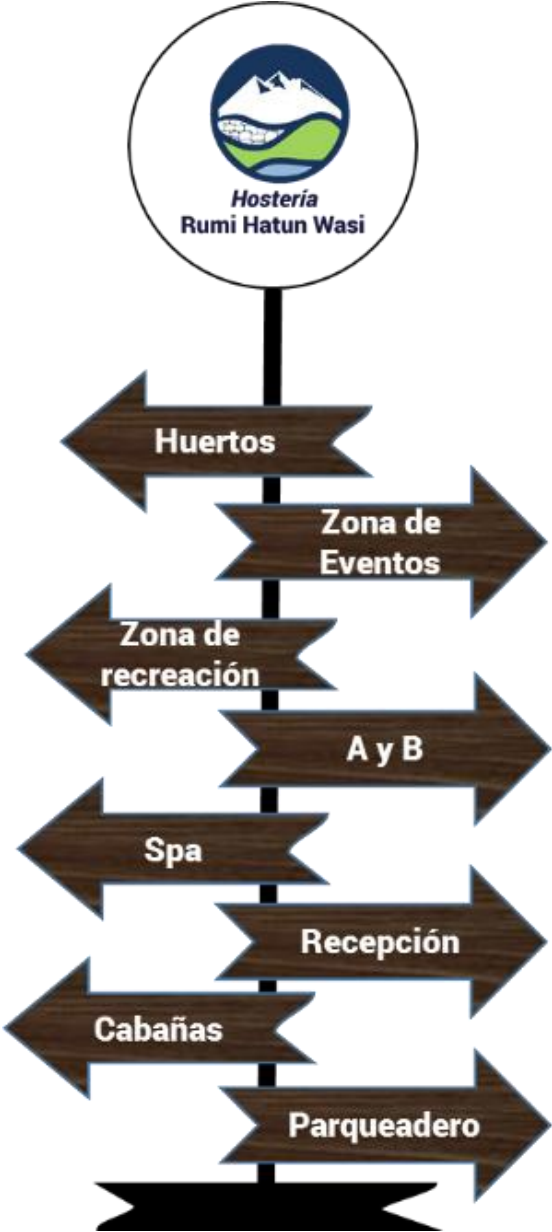 Hostería
Rumi Hatun Wasi
Huertos
Zona de
Eventos
Zona de
recreación
A y B
Spa
Recepción
Cabañas
Parqueadero